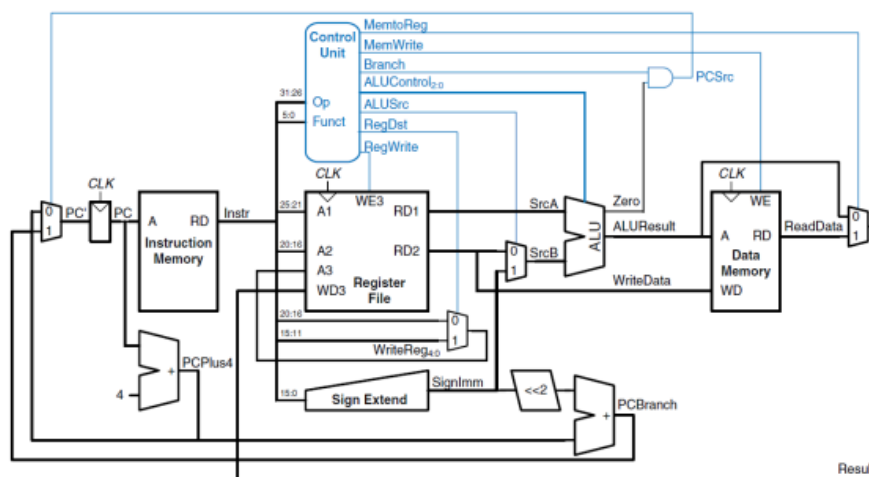 MemtoReg
Control
Unit
MemWrite
Branch
ALUControl2:0
PCSrc
31:26
Op
ALUSrc
5:0
Funct
RegDst
RegWrite
CLK
CLK
CLK
0
1
PC'
PC
A
RD
Instr
Instruction
Memory
25:21
A1
WE3
RD1
SrcA
Zero
WE
0
1
20:16
A2
RD2
0
1
SrcB
ALU
ALUResult
A
RD
ReadData
A3
Data
Memory
WD3
Register
File
WriteData
WD
20:16
0
15:11
1
WriteReg4:0
PCPlus4
+
4
SignImm
15:0
Sign Extend
<<2
+
PCBranch
Resul